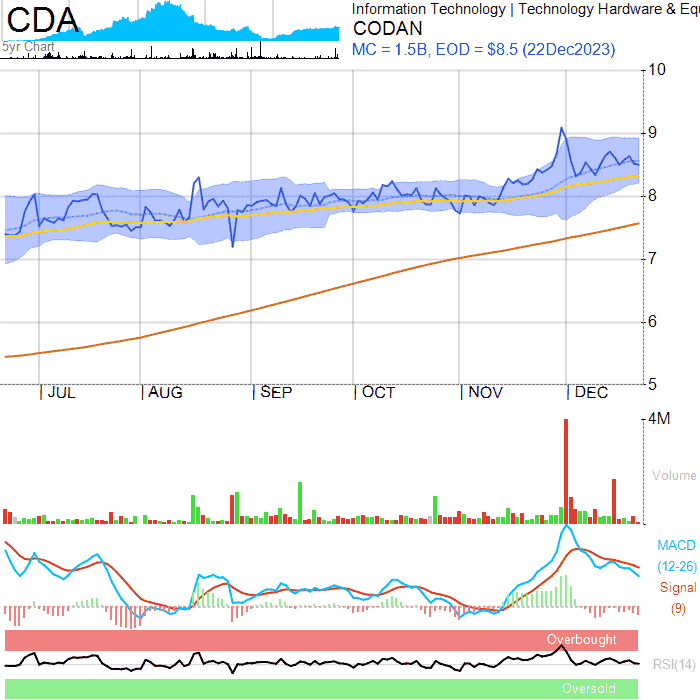 CDA
5yr Chart
Information Technology | Technology Hardware & Equ
CODAN
MC = 1.5B, EOD = $8.5 (22Dec2023)
10
9
8
7
6
5
| JUL | AUG | SEP | OCT | NOV | DEC
4M
Volume
MACD
(12-26)
Signal
(9)
Overbought
RSI(14)
Oversold